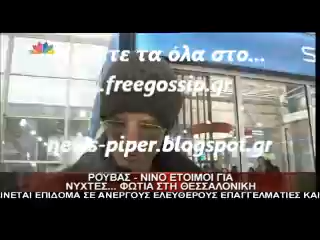 τε τα όλα στο...
.freegossip.gr
news-piper.blogspot.gr
ΡΟΥΒΑΣ - ΝΙΝΟ ΕΤΟΙΜΟΙ ΓΙΑ
ΝΥΧΤΕΣ... ΦΩΤΙΑ ΣΤΗ ΘΕΣΣΑΛΟΝΙΚΗ
ΙΝΕΤΑΙ ΕΠΙΔΟΜΑ ΣΕ ΑΝΕΡΓΟΥΣ ΕΛΕΥΘΕΡΟΥΣ ΕΠΑΓΓΕΛΜΑΤΙΕΣ ΚΑΙ